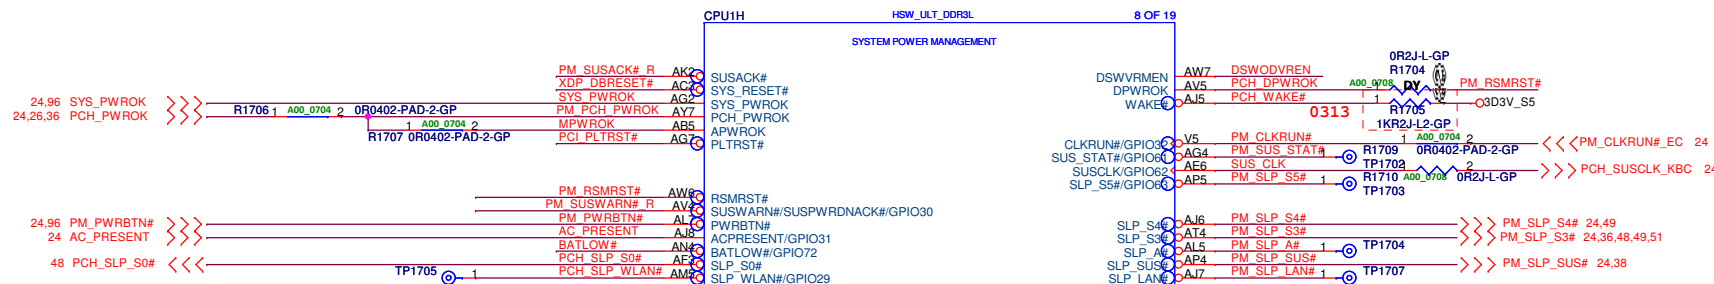 CPU1H HSW_ULT_DDR3L 8 OF 19
SYSTEM POWER MANAGEMENT
0R2J-L-GP
R1704
PM_SUSACK#_R AK2 SUSACK# DSWVRMEN AW7 DSWODVREN
XDP_DBRESET# AC3 SYS_RESET# DPWROK AV5 PCH_DPWROK A00_0708 DY PM_RSMRST#
24,96 SYS_PWROK SYS_PWROK AG2 SYS_PWROK WAKE# AJ5 PCH_WAKE# 1 3D3V_S5
R1705
0313
1KR2J-L2-GP
24,26,36 PCH_PWROK R1706 1 A00_0704 2 0R0402-PAD-2-GP PM_PCH_PWROK AY7 PCH_PWROK
R1707 1 A00_0704 2 0R0402-PAD-2-GP MPWROK AB5 APWROK
PCI_PLTRST# AG7 PLTRST# CLKRUN#/GPIO32 V5 PM_CLKRUN# 1 A00_0704 2 PM_CLKRUN_EC 24
R1709 0R0402-PAD-2-GP
SUS_STAT#/GPIO61 AG4 PM_SUS_STAT# 1 TP1702
SUSCLK/GPIO62 AE6 SUS_CLK 1 2 PCH_SUSCLK_KBC 24
R1710 A00_0708 0R2J-L-GP
SLP_S5#/GPIO63 AP5 PM_SLP_S5# 1 TP1703
PM_RSMRST# AW6 RSMRST#
PM_SUSWARN#_R AV4 SUSWARN#/SUSPWRDNACK#/GPIO30
24,96 PM_PWRBTN# PM_PWRBTN# AL7 PWRBTN# SLP_S4# AJ6 PM_SLP_S4# PM_SLP_S4# 24,49
24 AC_PRESENT AC_PRESENT AJ8 ACPRESENT/GPIO31 SLP_S3# AT4 PM_SLP_S3# PM_SLP_S3# 24,36,48,49,51
BATLOW# AN4 BATLOW#/GPIO72 SLP_A# AL5 PM_SLP_A# 1 TP1704
48 PCH_SLP_S0# PCH_SLP_S0# AF3 SLP_S0# SLP_SUS# AP4 PM_SLP_SUS# PM_SLP_SUS# 24,38
TP1705 1 PCH_SLP_WLAN# AM5 SLP_WLAN#/GPIO29 SLP_LAN# AJ7 PM_SLP_LAN# 1 TP1707